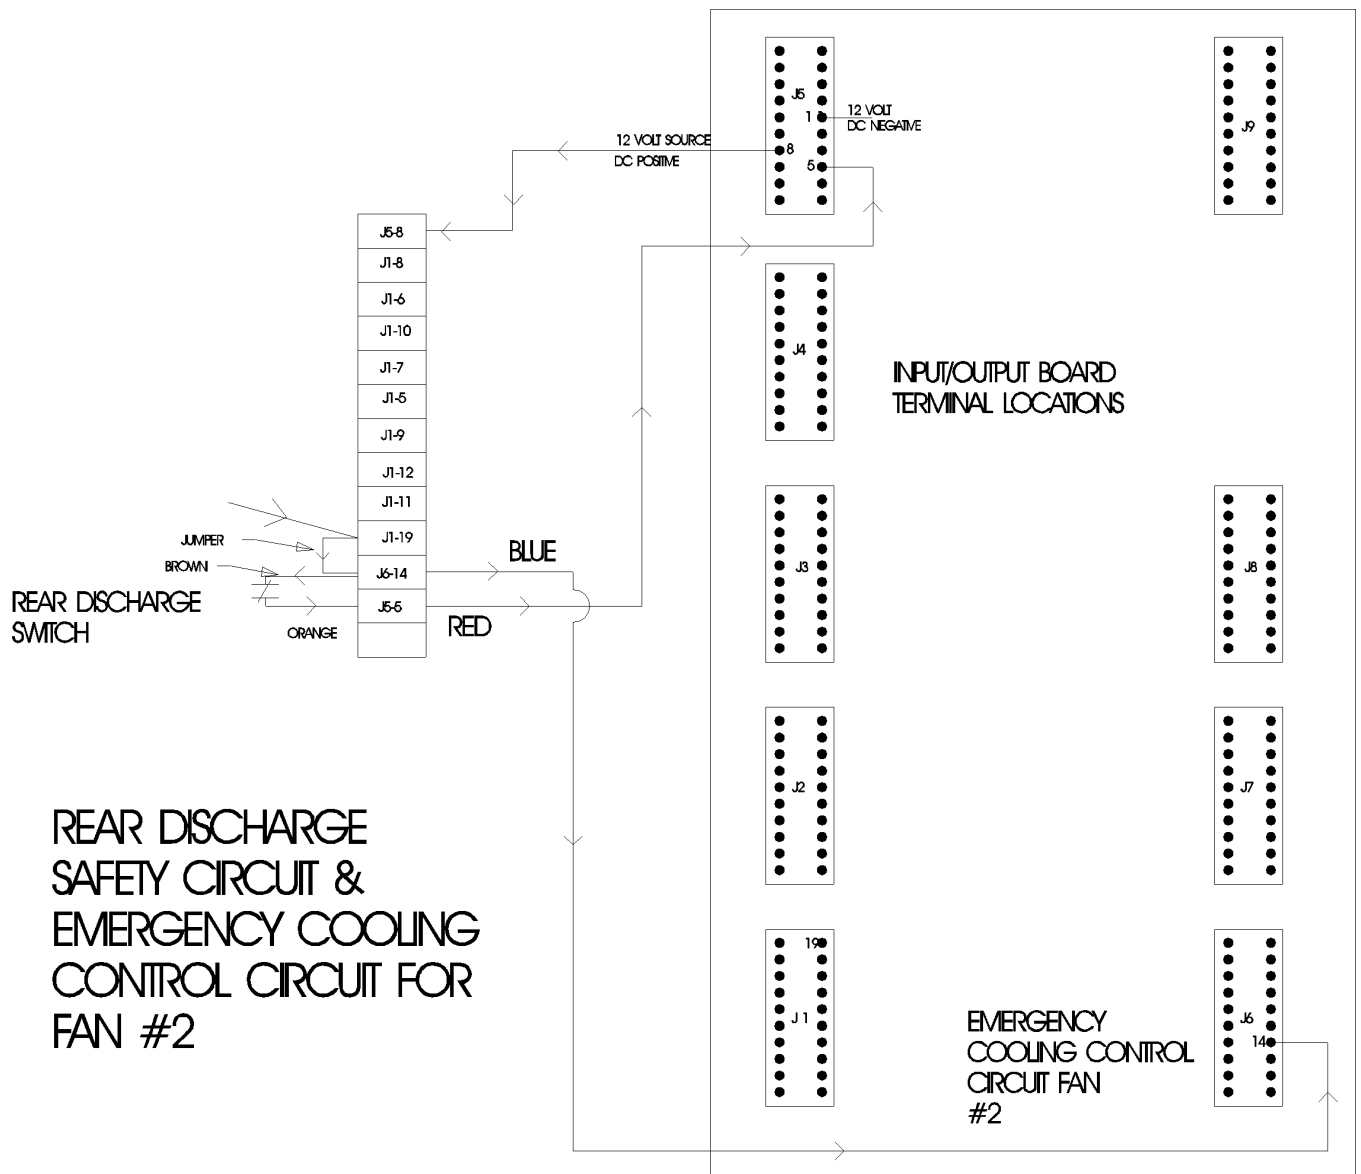 J5
J9
12 VOLT
DC NEGATIVE
1
12 VOLT SOURCE
DC POSITIVE
8
5
J5-8
J1-8
J1-6
J1-10
J1-7
J1-5
J1-9
J1-12
J1-11
J1-19
J6-14
J5-5
J4
INPUT/OUTPUT BOARD
TERMINAL LOCATIONS
JUMPER
BROWN
REAR DISCHARGE
SWITCH
ORANGE
BLUE
RED
J3
J8
J2
J7
REAR DISCHARGE
SAFETY CIRCUIT &
EMERGENCY COOLING
CONTROL CIRCUIT FOR
FAN #2
19
J 1
EMERGENCY
COOLING CONTROL
CIRCUIT FAN
#2
J6
14